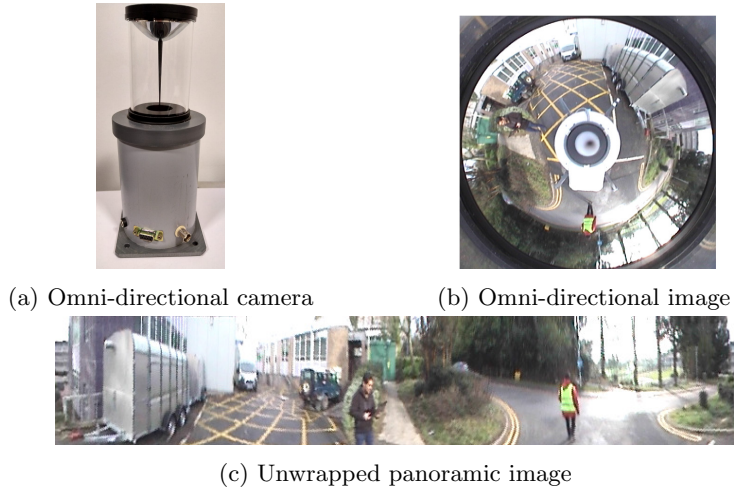 (a) Omni-directional camera
(b) Omni-directional image
(c) Unwrapped panoramic image